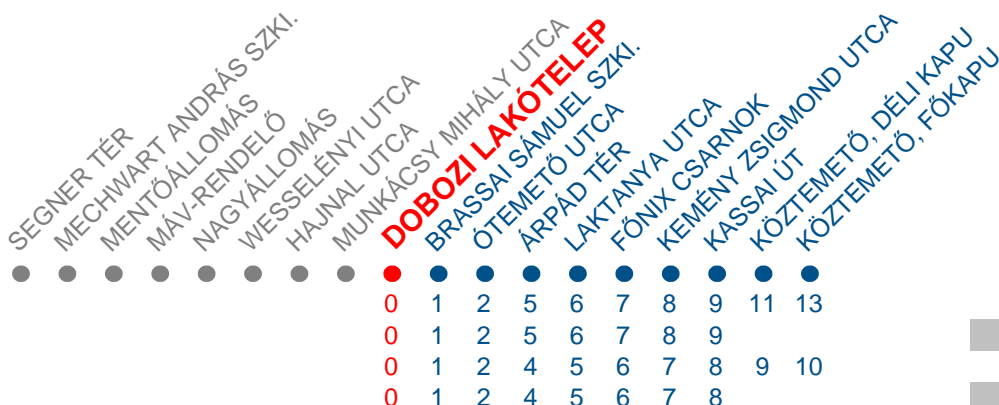 SEGNER TÉR
MECHWART ANDRÁS SZKI.
MENTŐÁLLOMÁS
MÁV-RENDELŐ
NAGYÁLLOMÁS
WESSELÉNYI UTCA
HAJNAL UTCA
MUNKÁCSY MIHÁLY UTCA
DOBOZI LAKÓTELEP
BRASSAI SÁMUEL SZKI.
ÓTEMETŐ UTCA
ÁRPÁD TÉR
LAKTANYA UTCA
FŐNIX CSARNOK
KEMÉNY ZSIGMOND UTCA
KASSAI ÚT
KÖZTEMETŐ, DÉLI KAPU
KÖZTEMETŐ, FŐKAPU
0 1 2 5 6 7 8 9 11 13
0 1 2 5 6 7 8 9
0 1 2 4 5 6 7 8 9 10
0 1 2 4 5 6 7 8